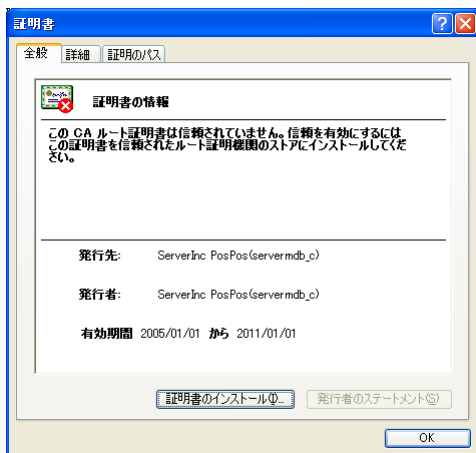 証明書
全般 詳細 証明のパス
証明書の情報
この CA ルート証明書は信頼されていません。信頼を有効にするには
この証明書を信頼されたルート証明機関のストアにインストールしてくだ
さい。
発行先: ServerInc PosPos(servermdb_c)
発行者: ServerInc PosPos(servermdb_c)
有効期間 2005/01/01 から 2011/01/01
証明書のインストール(I)... 発行者のステートメント(S)
OK